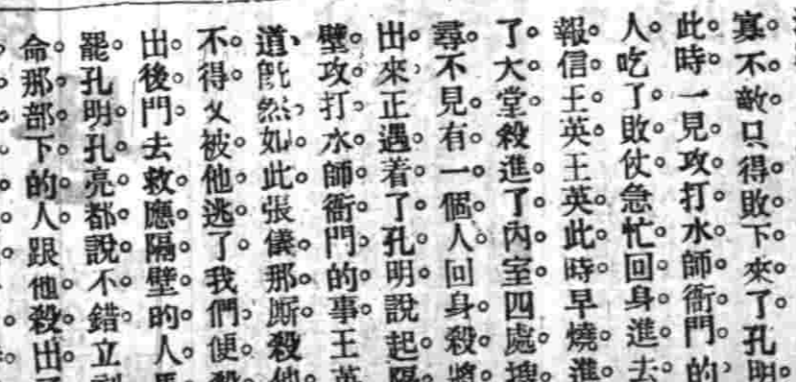 寡不敵只得敗下來了孔明
此時一見攻打水師衙門的
人吃了敗仗急忙回身進去
報信王英王英此時早燒進
了大堂殺進了內室四處搜
尋不見有一個人回身殺將
出來正遇着了孔明說起隔
壁攻打水師衙門的事王英
道既然如此張儀那厮殺他
不得又被他逃了我們便殺
出後門去救應隔壁的人馬
罷孔明孔亮都說不錯立刻
命那部下的人跟他殺出